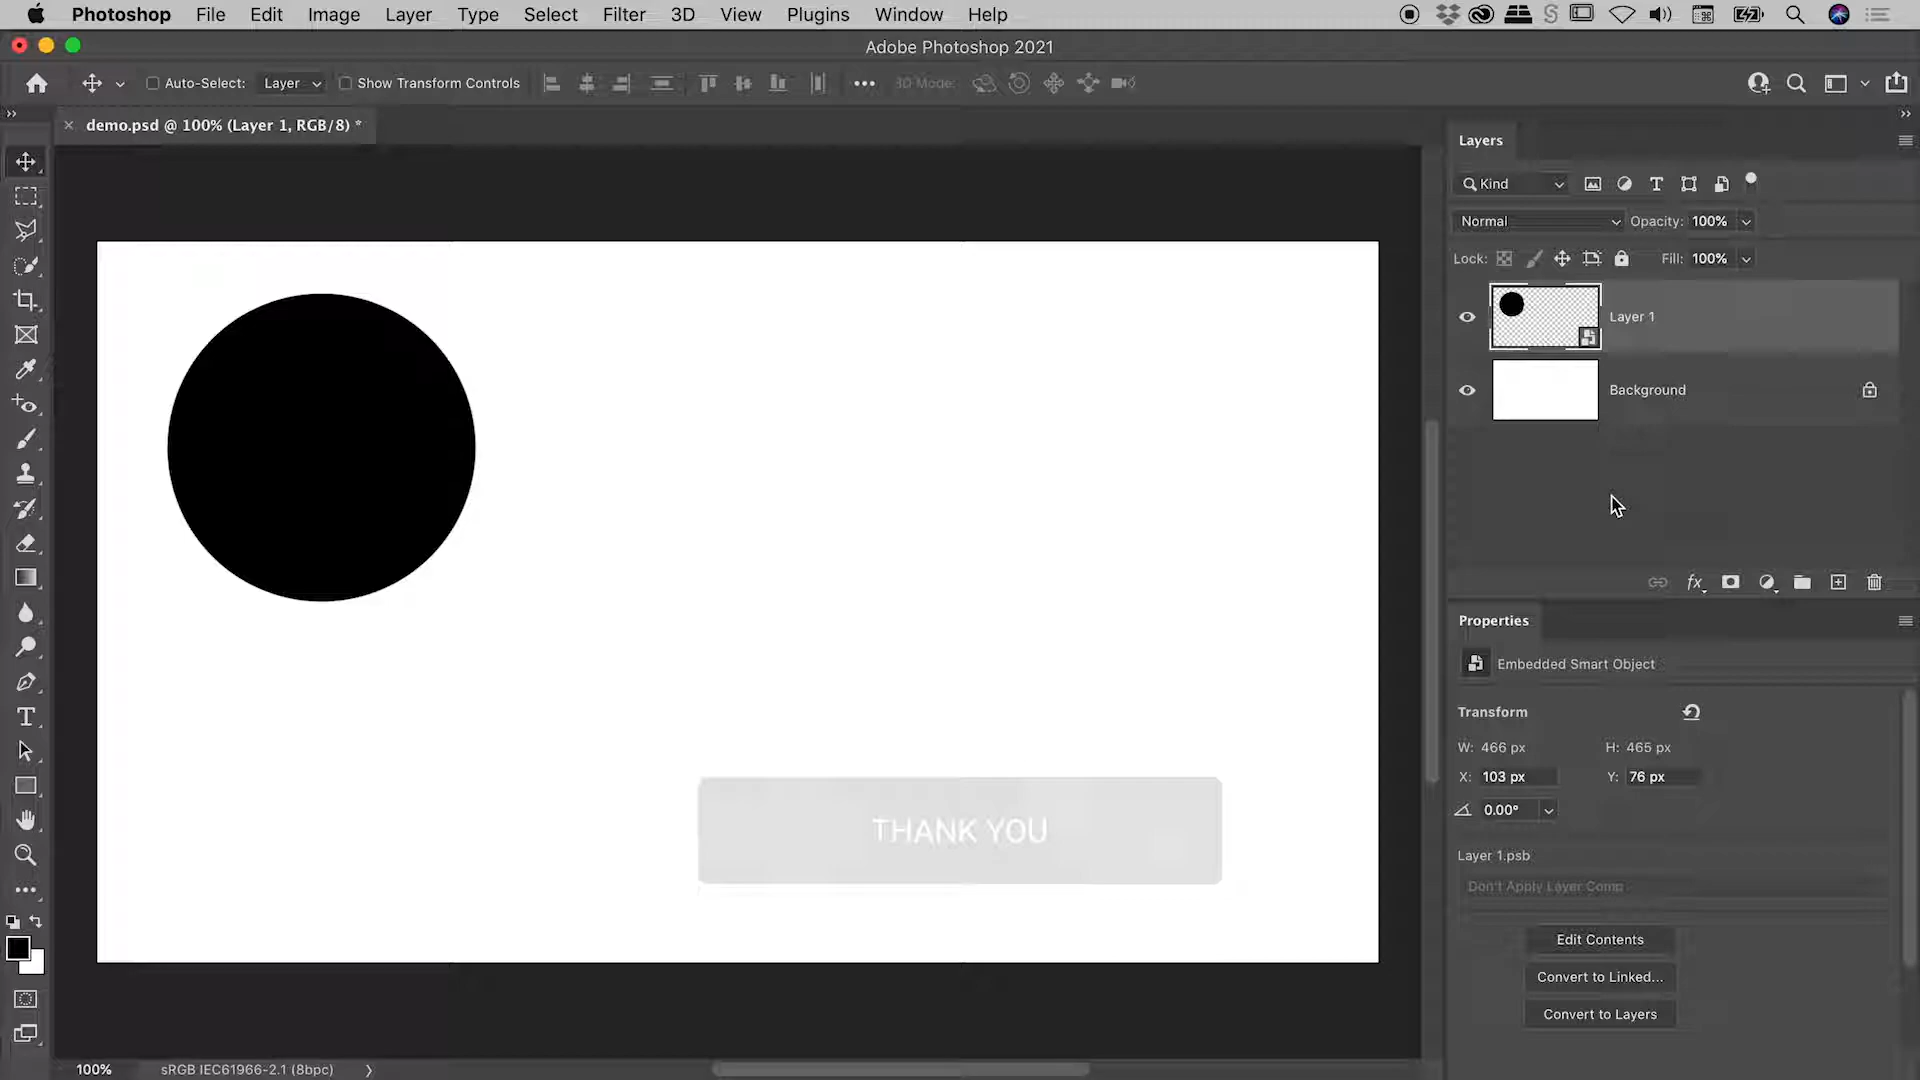 Photoshop File Edit Image Layer Type Select Filter 3D View Plugins Window Help
Adobe Photoshop 2021
Auto-Select: Layer Show Transform Controls 3D Mode:
demo.psd @ 100% (Layer 1, RGB/8) *
Layers
Kind
Normal Opacity: 100%
Lock: Fill: 100%
Layer 1
Background
Properties
Embedded Smart Object
Transform
W: 466 px H: 465 px
X: 103 px Y: 76 px
0.00°
Layer 1.psb
Don't Apply Layer Comp
Edit Contents
Convert to Linked...
Convert to Layers
THANK YOU
100% sRGB IEC61966-2.1 (8bpc)